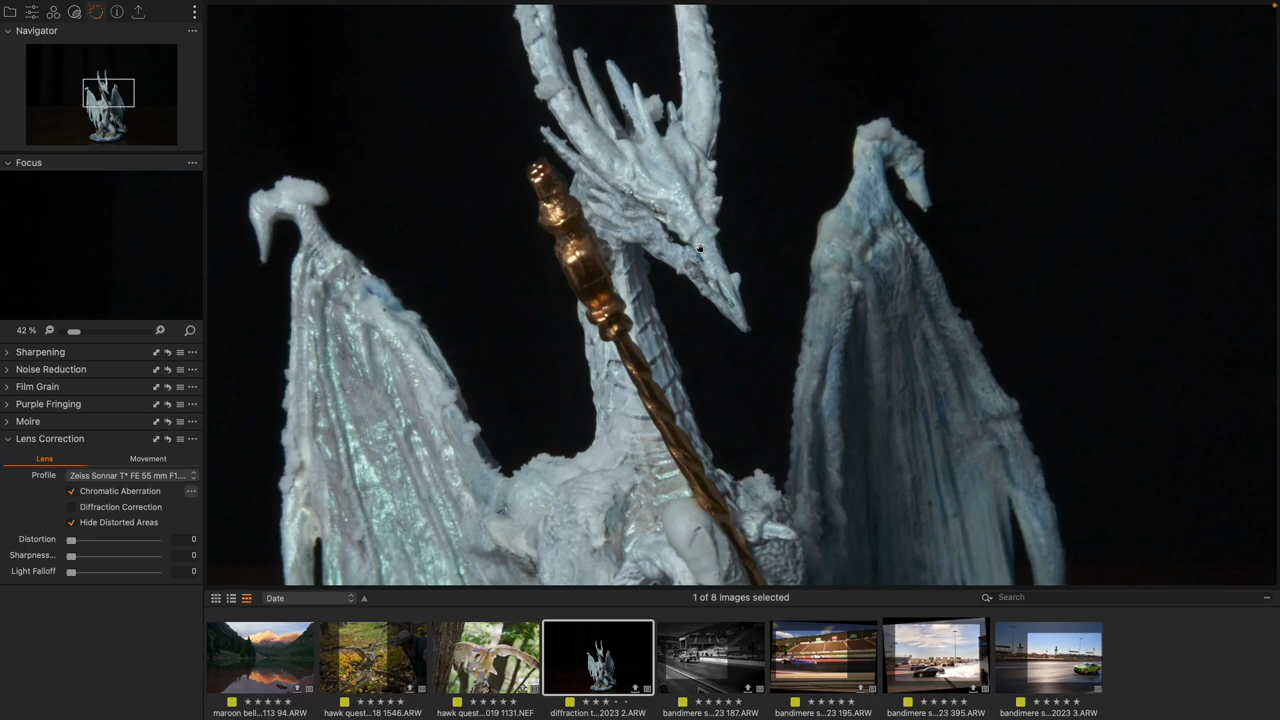 Navigator
Focus
42 %
Sharpening
Noise Reduction
Film Grain
Purple Fringing
Moire
Lens Correction
Lens Movement
Profile Zeiss Sonnar T* FE 55 mm F1....
Chromatic Aberration
Diffraction Correction
Hide Distorted Areas
Distortion 0
Sharpness... 0
Light Falloff 0
Date 1 of 8 images selected Search
maroon bell...113 94.ARW hawk quest...18 1546.ARW hawk quest...019 1131.NEF diffraction t...2023 2.ARW bandimere s...23 187.ARW bandimere s...23 195.ARW bandimere s...23 395.ARW bandimere s...2023 3.ARW